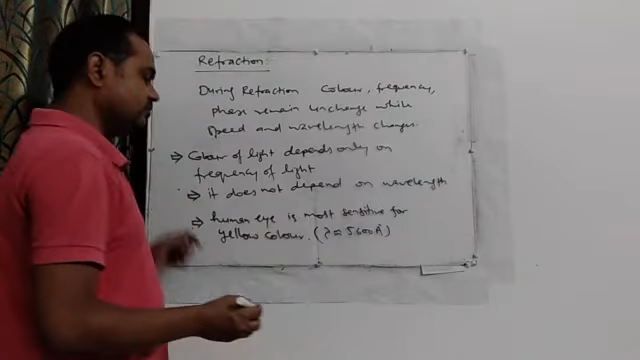 Refraction:
During Refraction Colour, frequency,
phase remain unchange while
Speed and wavelength changes.
⇒ Colour of light depends only on
frequency of light
⇒ it does not depend on wavelength
⇒ human eye is most sensitive for
yellow colour. (λ≈5600Å)